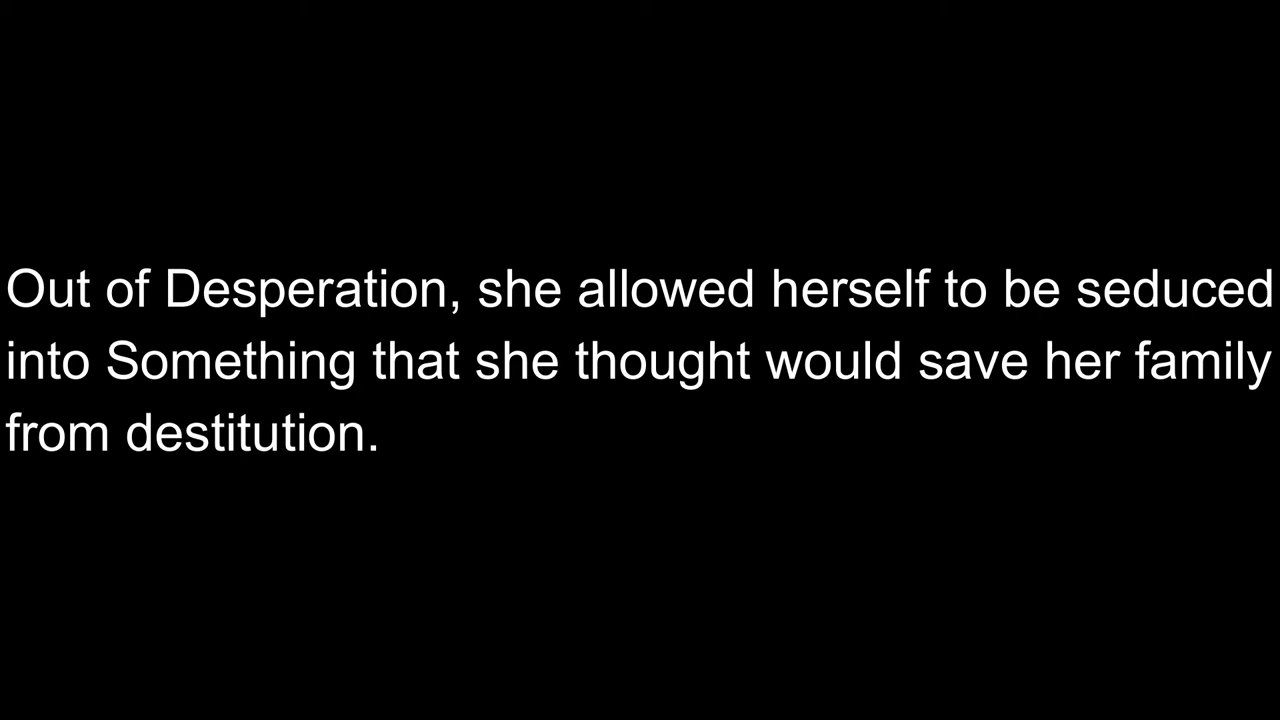 Out of Desperation, she allowed herself to be seduced
into Something that she thought would save her family
from destitution.